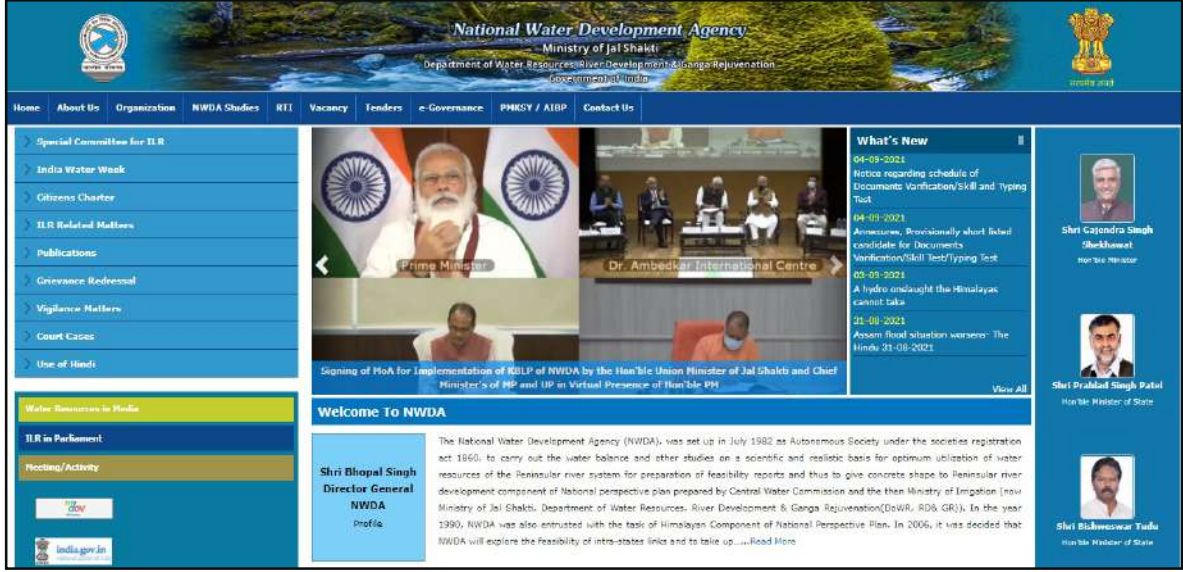 National Water Development Agency
Ministry of Jal Shakti
Department of Water Resources, River Development & Ganga Rejuvenation
Government of India
सत्यमेव जयते
Home About Us Organization NWDA Studies RTI Vacancy Tenders e-Governance PMKSY / AIBP Contact Us
Special Committee for ILR
India Water Week
Citizens Charter
ILR Related Matters
Publications
Grievance Redressal
Vigilance Matters
Court Cases
Use of Hindi
Water Resources in Media
ILR in Parliament
Meeting/Activity
my
Gov
india.gov.in
Prime Minister
Dr. Ambedkar International Centre
Signing of MoA for Implementation of KBLP of NWDA by the Hon'ble Union Minister of Jal Shakti and Chief
Minister's of MP and UP in Virtual Presence of Hon'ble PM
What's New
04-09-2021
Notice regarding schedule of
Documents Varification/Skill and Typing
Test
04-09-2021
Annexures, Provisionally short listed
candidate for Documents
Varification/Skill Test/Typing Test
03-09-2021
A hydro onslaught the Himalayas
cannot take
31-08-2021
Assam flood situation worsens- The
Hindu 31-08-2021
View All
Welcome To NWDA
Shri Bhopal Singh
Director General
NWDA
Profile
The National Water Development Agency (NWDA). was set up in July 1982 as Autonomous Society under the societies registration
act 1860, to carry out the water balance and other studies on a scientific and realistic basis for optimum utilization of water
resources of the Peninsular river system for preparation of feasibility reports and thus to give concrete shape to Peninsular river
development component of National perspective plan prepared by Central Water Commission and the then Ministry of Irrigation [now
Ministry of Jal Shakti. Department of Water Resources. River Development & Ganga Rejuvenation(DoWR, RD& GR)). In the year
1990, NWDA was also entrusted with the task of Himalayan Component of National Perspective Plan. In 2006, it was decided that
NWDA will explore the feasibility of intra-states links and to take up......Read More
Shri Gajendra Singh
Shekhawat
Hon'ble Minister
Shri Prahlad Singh Patel
Hon'ble Minister of State
Shri Bishweswar Tudu
Hon'ble Minister of State